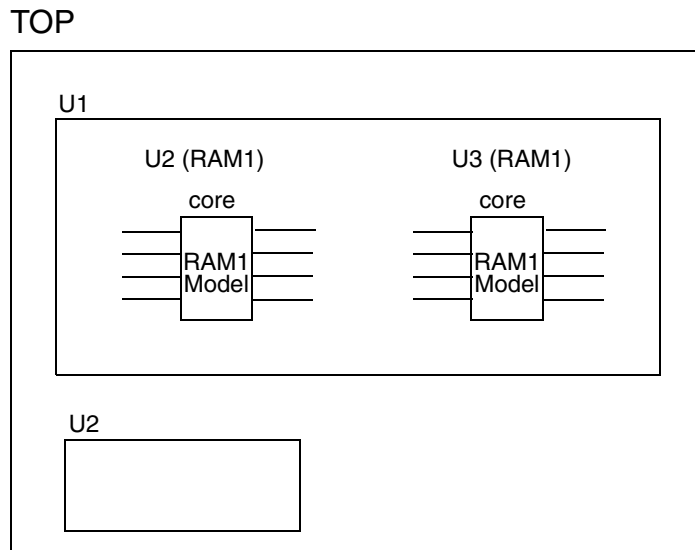 TOP
U1
U2 (RAM1)
U3 (RAM1)
core
core
RAM1
Model
RAM1
Model
U2